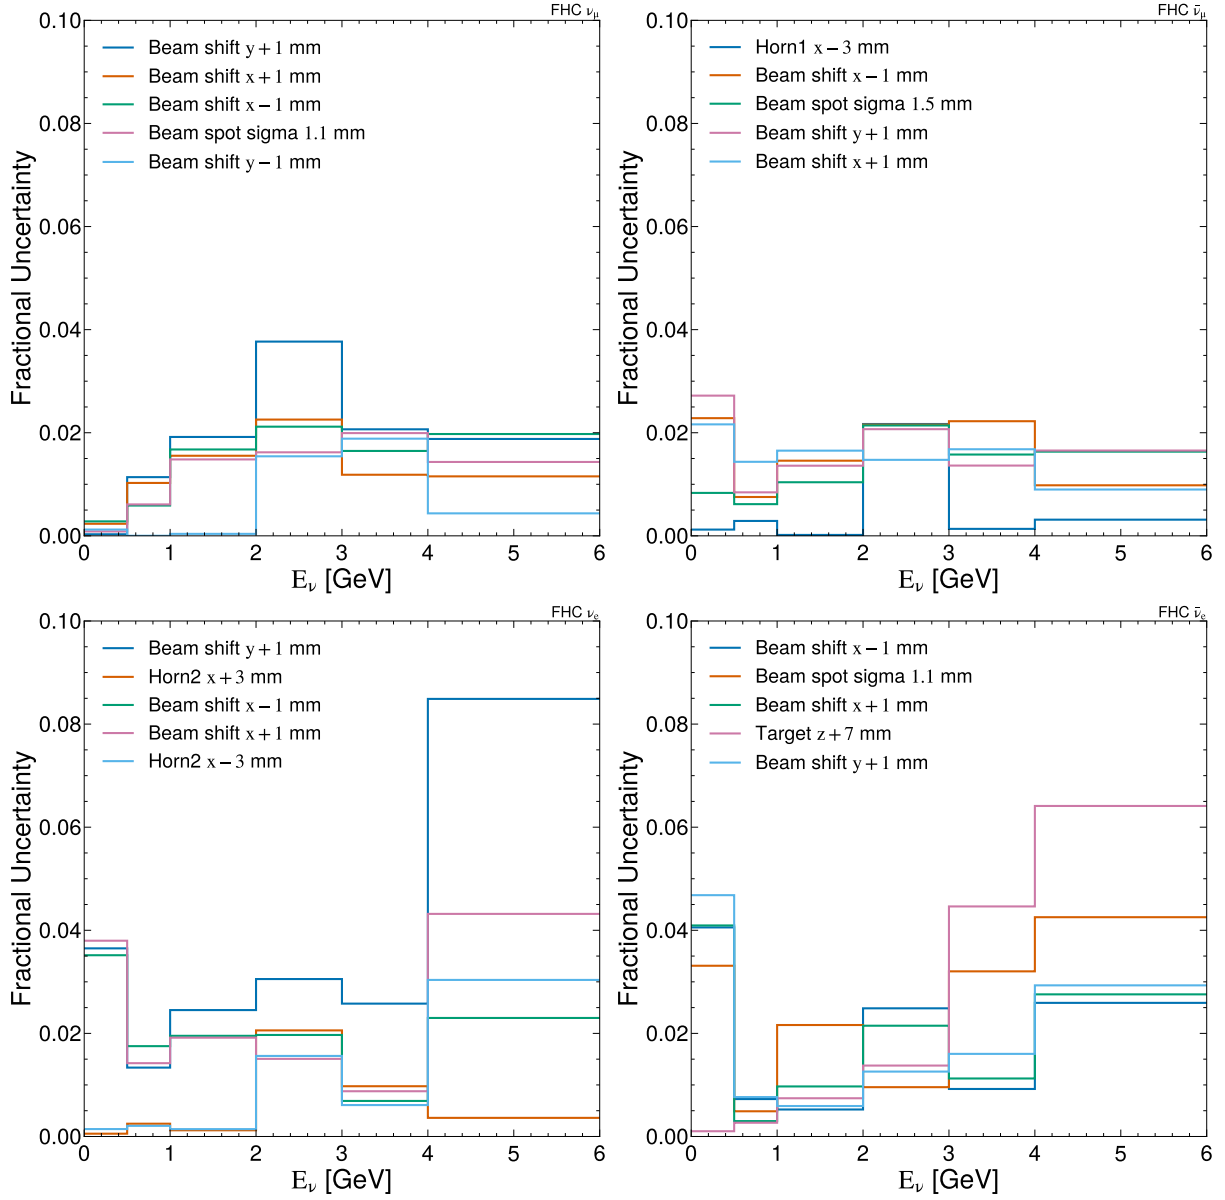 FHC νμ
0.10
0.08
0.06
0.04
0.02
0.00
Fractional Uncertainty
Beam shift y + 1 mm
Beam shift x + 1 mm
Beam shift x − 1 mm
Beam spot sigma 1.1 mm
Beam shift y − 1 mm
0 1 2 3 4 5 6
Eν [GeV]
FHC ν̄μ
0.10
0.08
0.06
0.04
0.02
0.00
Fractional Uncertainty
Horn1 x − 3 mm
Beam shift x − 1 mm
Beam spot sigma 1.5 mm
Beam shift y + 1 mm
Beam shift x + 1 mm
0 1 2 3 4 5 6
Eν [GeV]
FHC νe
0.10
0.08
0.06
0.04
0.02
0.00
Fractional Uncertainty
Beam shift y + 1 mm
Horn2 x + 3 mm
Beam shift x − 1 mm
Beam shift x + 1 mm
Horn2 x − 3 mm
0 1 2 3 4 5 6
Eν [GeV]
FHC ν̄e
0.10
0.08
0.06
0.04
0.02
0.00
Fractional Uncertainty
Beam shift x − 1 mm
Beam spot sigma 1.1 mm
Beam shift x + 1 mm
Target z + 7 mm
Beam shift y + 1 mm
0 1 2 3 4 5 6
Eν [GeV]